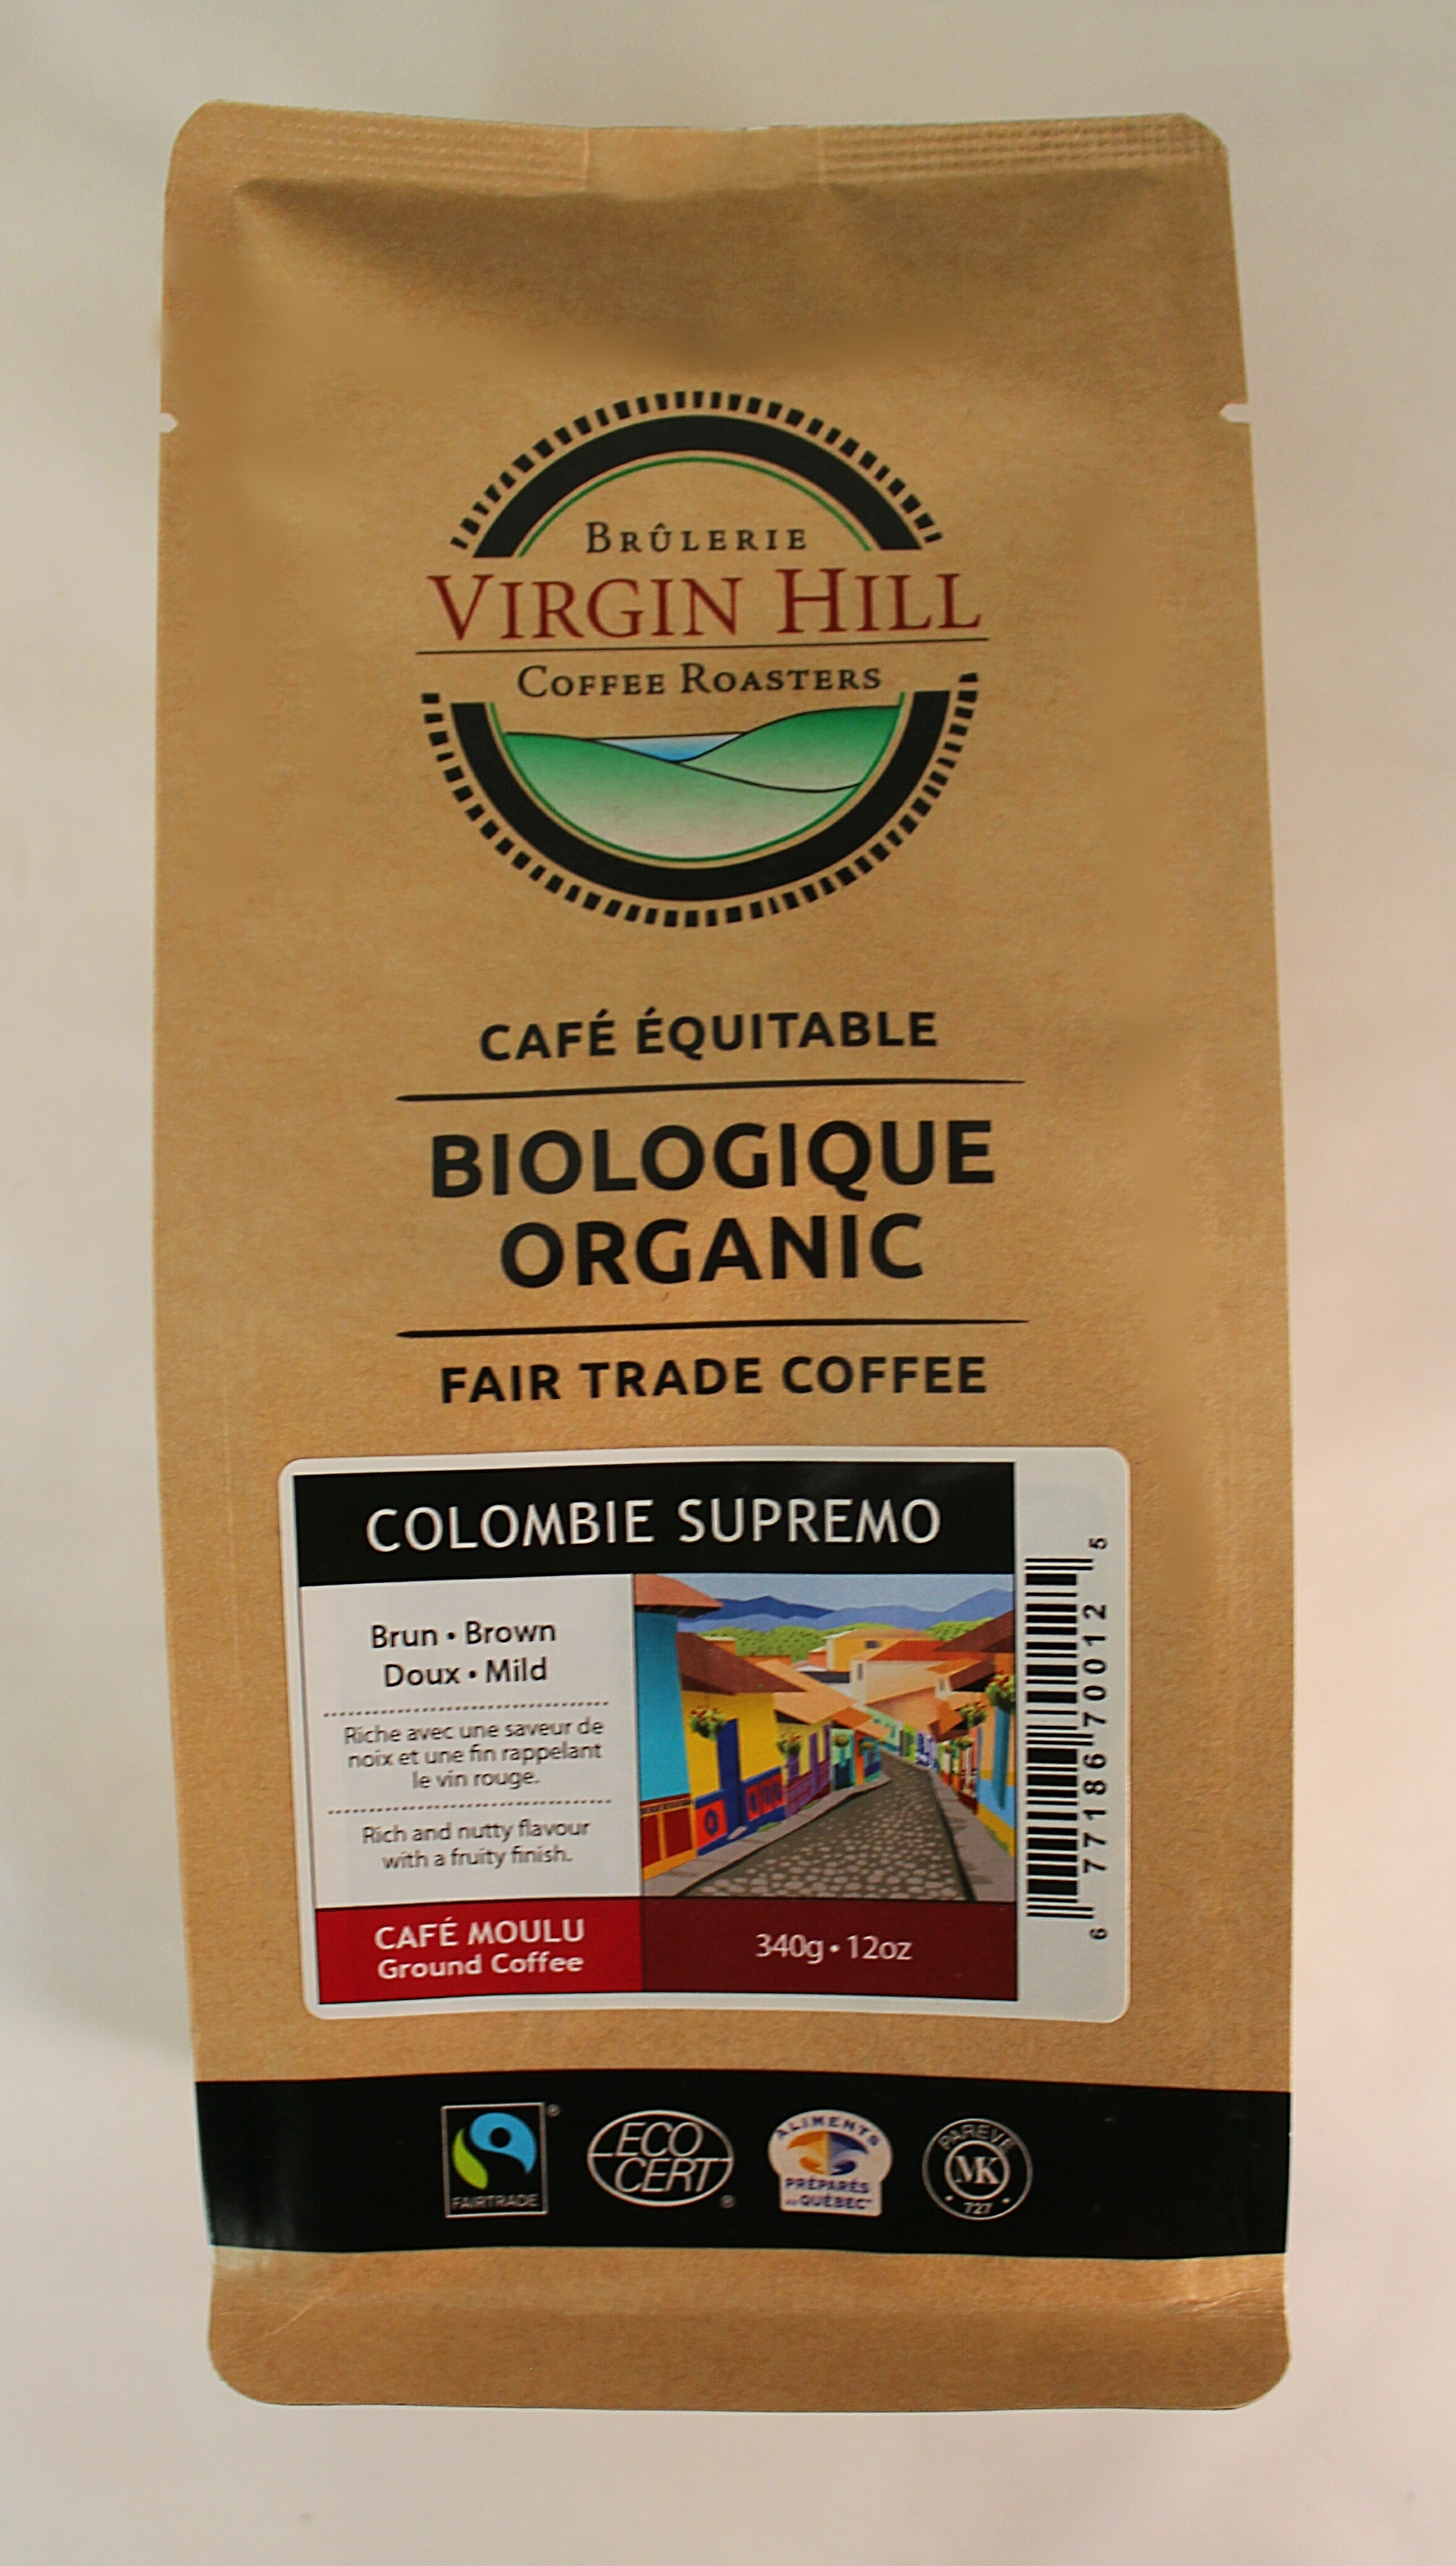 BRÛLERIE
VIRGIN HILL
COFFEE ROASTERS
CAFÉ ÉQUITABLE
BIOLOGIQUE
ORGANIC
FAIR TRADE COFFEE
COLOMBIE SUPREMO
Brun • Brown
Doux • Mild
Riche avec une saveur de
noix et une fin rappelant
le vin rouge.
Rich and nutty flavour
with a fruity finish.
CAFÉ MOULU
Ground Coffee
340g • 12oz
6 77186 70012 5
FAIRTRADE
®
ECO
CERT
®
ALIMENTS
PRÉPARÉS
AU QUÉBEC
PAREVE
MK
• 727 •